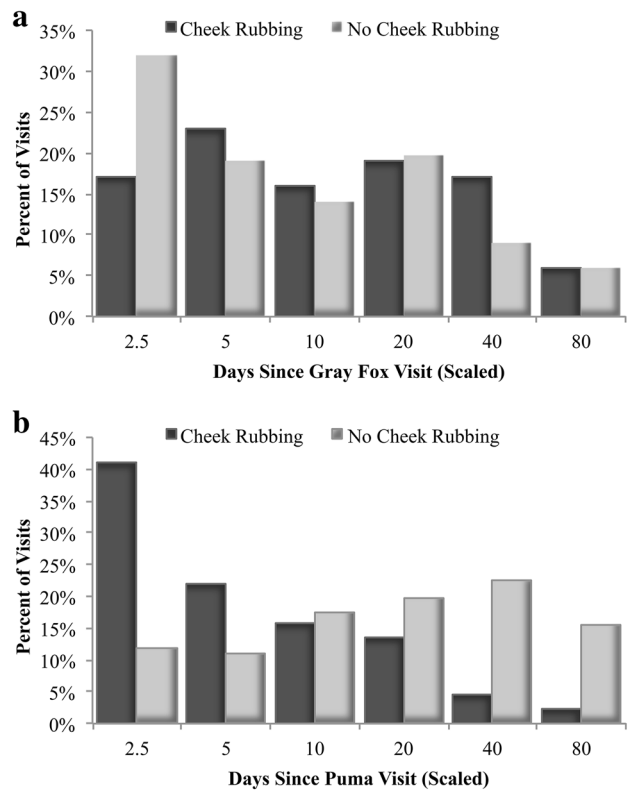 a
Cheek Rubbing No Cheek Rubbing
35%
30%
25%
20%
15%
10%
5%
0%
Percent of Visits
2.5 5 10 20 40 80
Days Since Gray Fox Visit (Scaled)
b
Cheek Rubbing No Cheek Rubbing
45%
40%
35%
30%
25%
20%
15%
10%
5%
0%
Percent of Visits
2.5 5 10 20 40 80
Days Since Puma Visit (Scaled)